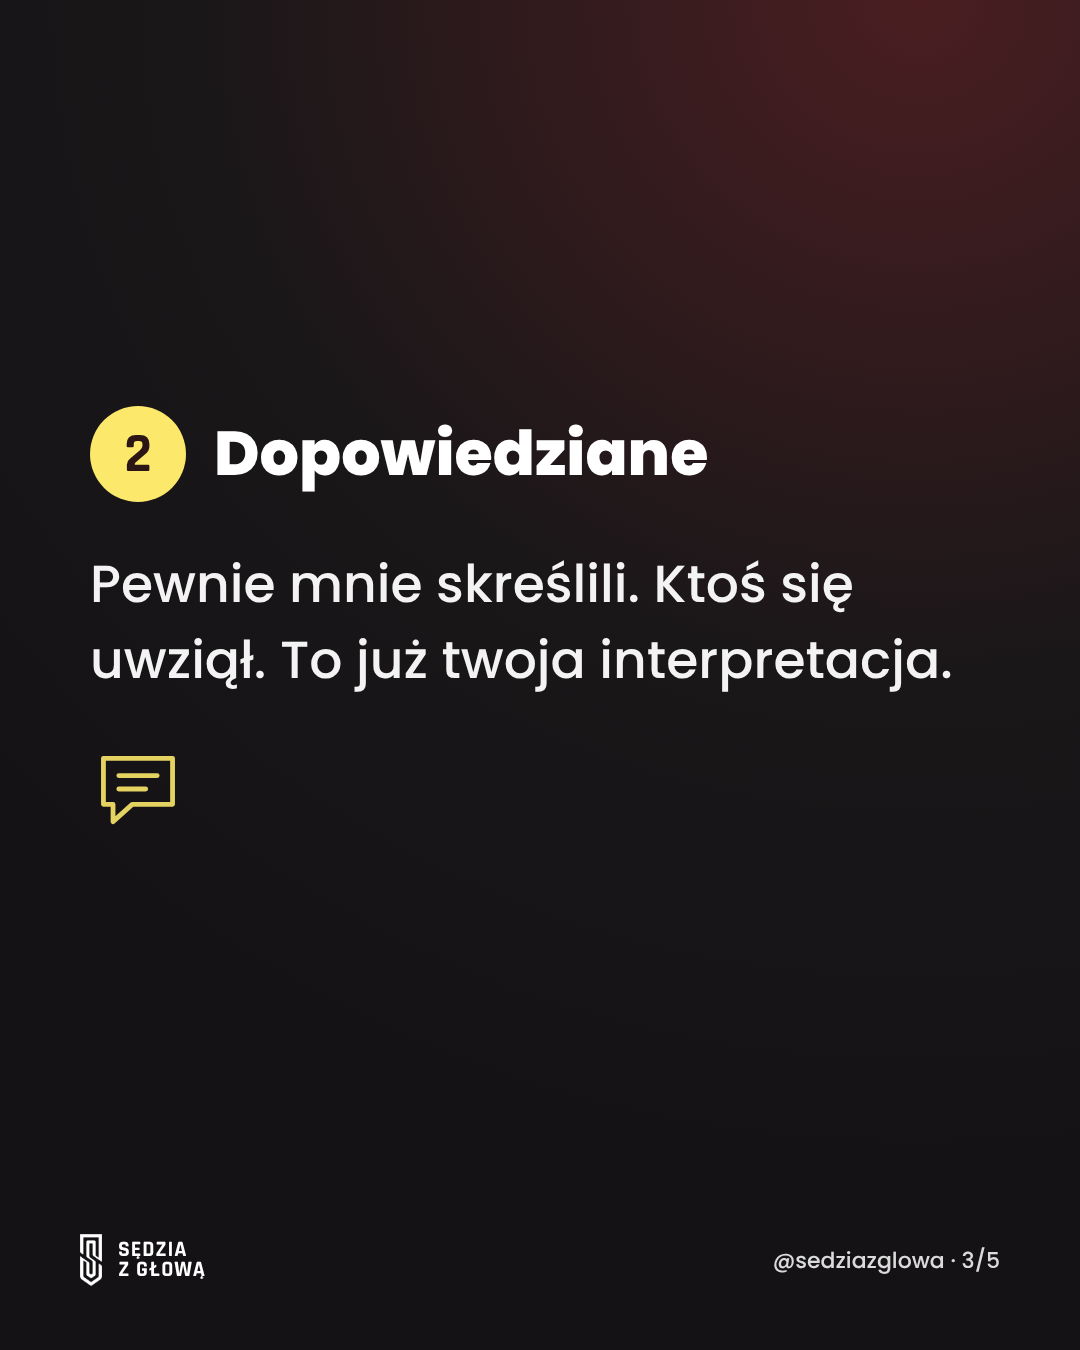 2 Dopowiedziane
Pewnie mnie skreślili. Ktoś się
uwziął. To już twoja interpretacja.
SĘDZIA
Z GŁOWĄ
@sedziazglowa · 3/5